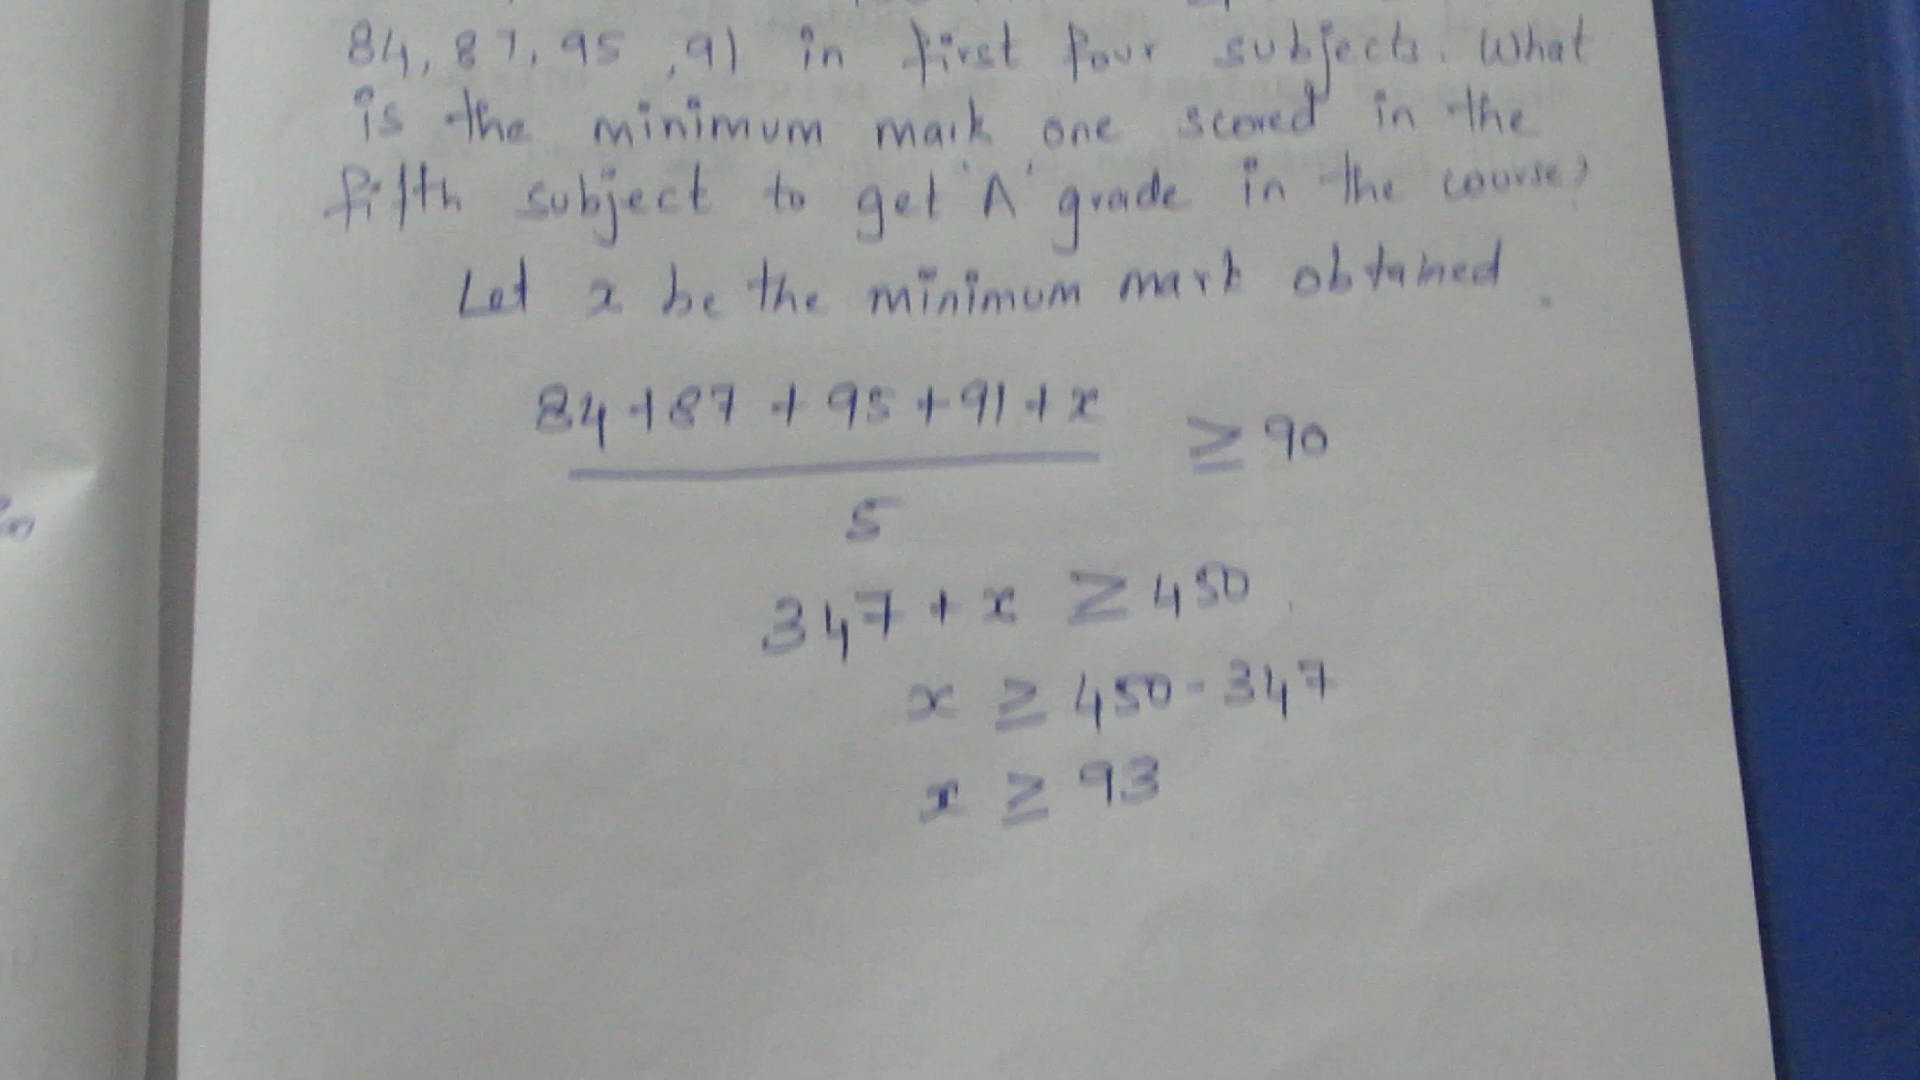 84, 87, 95, 91 in first four subjects. What
is the minimum mark one scored in the
fifth subject to get 'A' grade in the course?
Let x be the minimum mark obtained.
84+87+95+91+x
≥ 90
5
347 + x ≥ 450
x ≥ 450-347
x ≥ 93